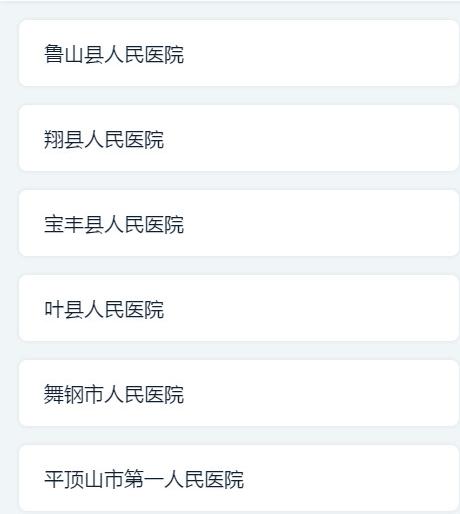 鲁山县人民医院
翔县人民医院
宝丰县人民医院
叶县人民医院
舞钢市人民医院
平顶山市第一人民医院